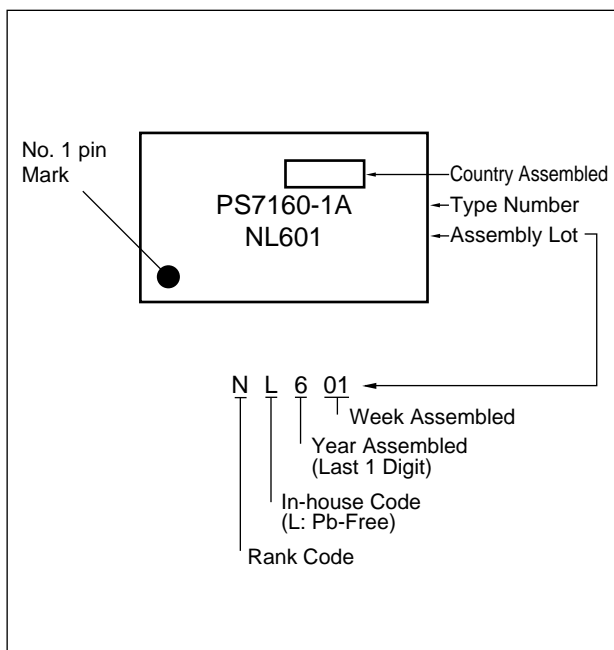 No. 1 pin
Mark
Country Assembled
PS7160-1A
Type Number
NL601
Assembly Lot
N L 6 01
Week Assembled
Year Assembled
(Last 1 Digit)
In-house Code
(L: Pb-Free)
Rank Code